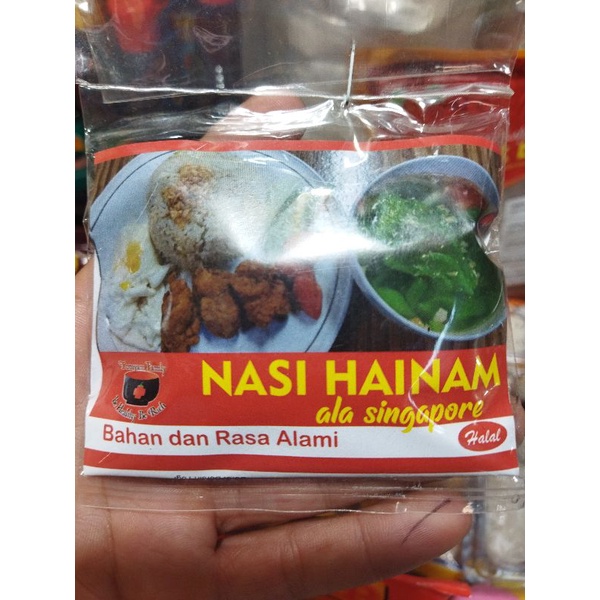 NASI HAINAM
ala singapore
Bahan dan Rasa Alami
Halal